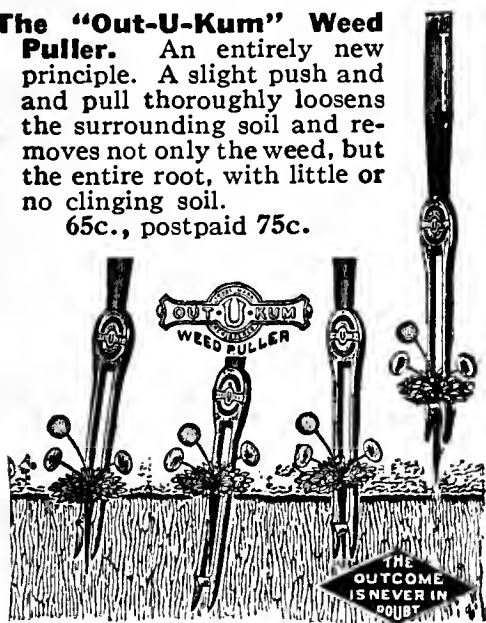 The “Out-U-Kum” Weed
Puller. An entirely new
principle. A slight push and
and pull thoroughly loosens
the surrounding soil and re-
moves not only the weed, but
the entire root, with little or
no clinging soil.
65c., postpaid 75c.
OUT·U·KUM
WEED PULLER
THE
OUTCOME
IS NEVER IN
DOUBT